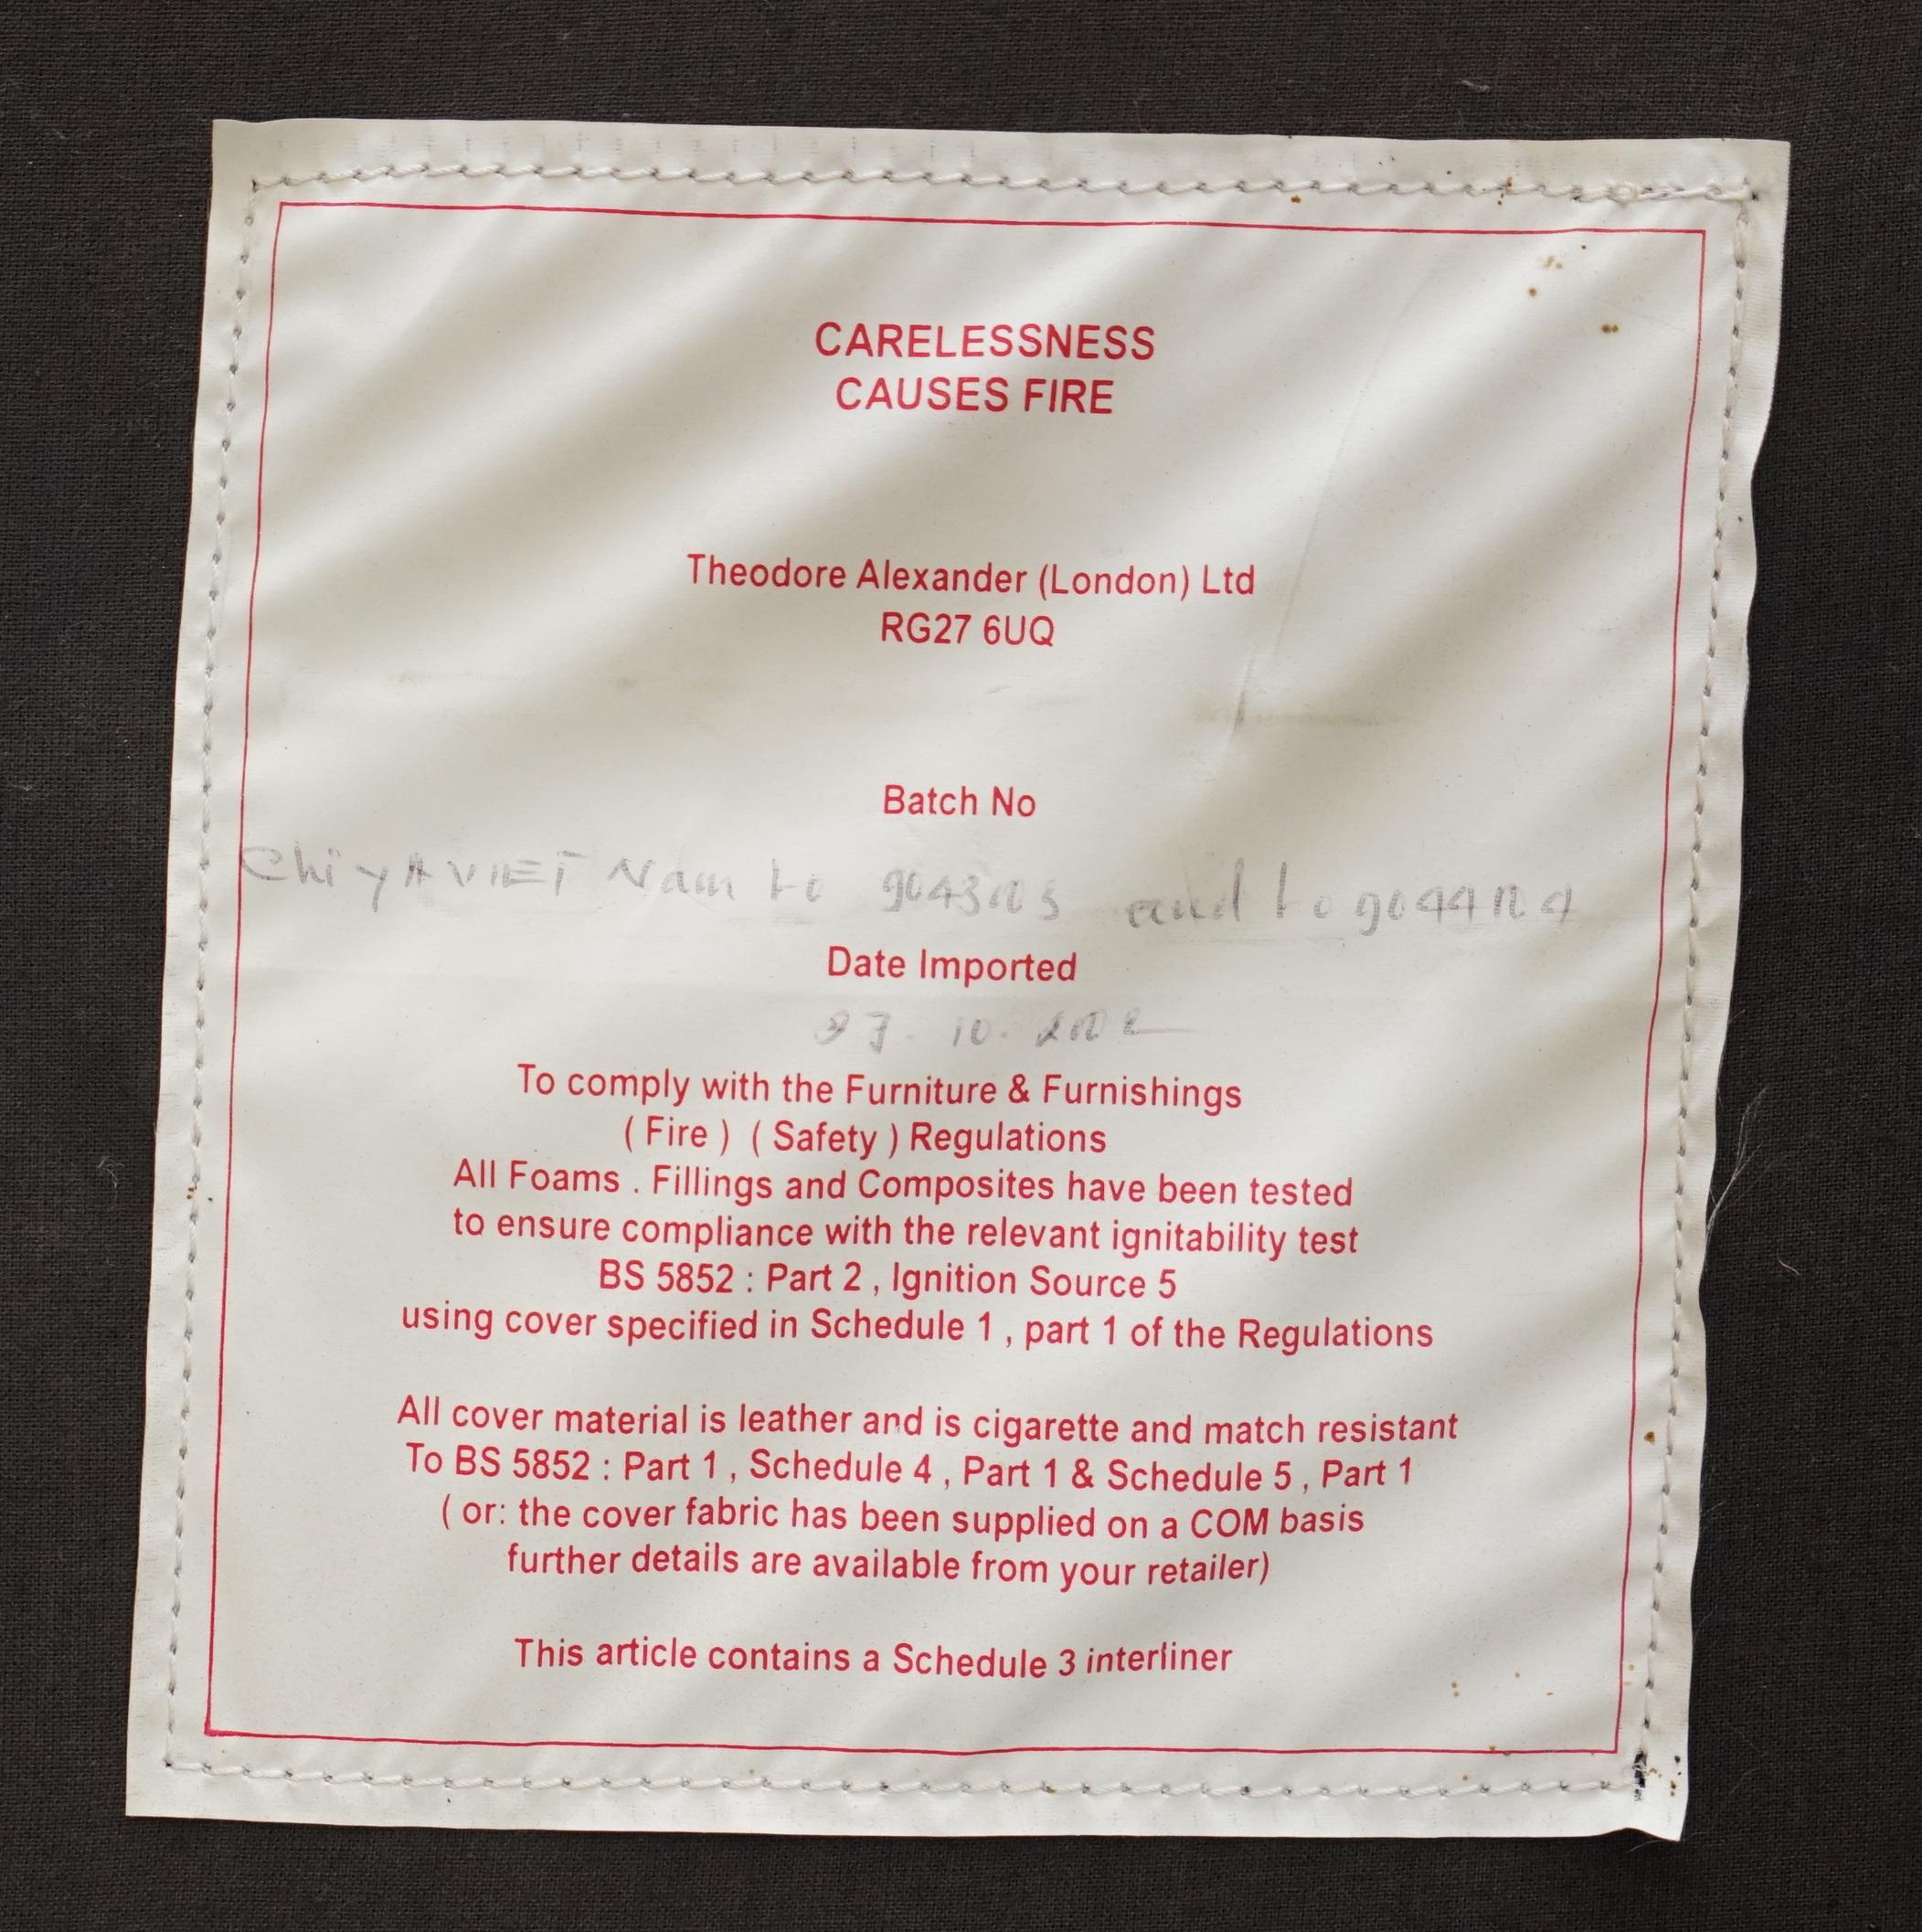 CARELESSNESS
CAUSES FIRE
Theodore Alexander (London) Ltd
RG27 6UQ
Batch No
VIET Nam and
Date Imported
To comply with the Furniture & Furnishings
( Fire ) ( Safety ) Regulations
All Foams . Fillings and Composites have been tested
to ensure compliance with the relevant ignitability test
BS 5852 : Part 2 , Ignition Source 5
using cover specified in Schedule 1 , part 1 of the Regulations
All cover material is leather and is cigarette and match resistant
To BS 5852 : Part 1 , Schedule 4 , Part 1 & Schedule 5 , Part 1
( or: the cover fabric has been supplied on a COM basis
further details are available from your retailer)
This article contains a Schedule 3 interliner